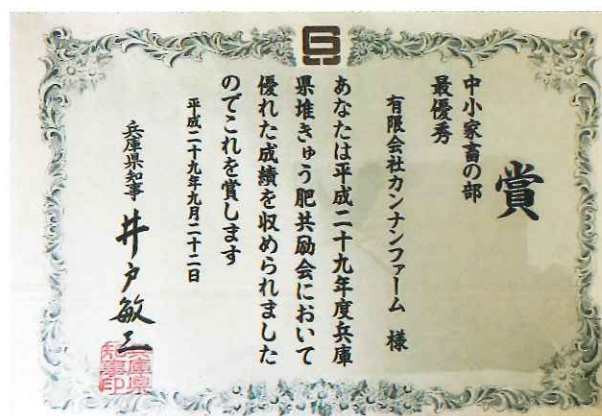 賞
中小家畜の部
最優秀
有限会社カンナンファーム 様
あなたは平成二十九年度兵庫
県堆きゅう肥共励会において
優れた成績を収められました
のでこれを賞します
平成二十九年九月二十二日
兵庫県知事 井戸敏三
兵庫県
知事印